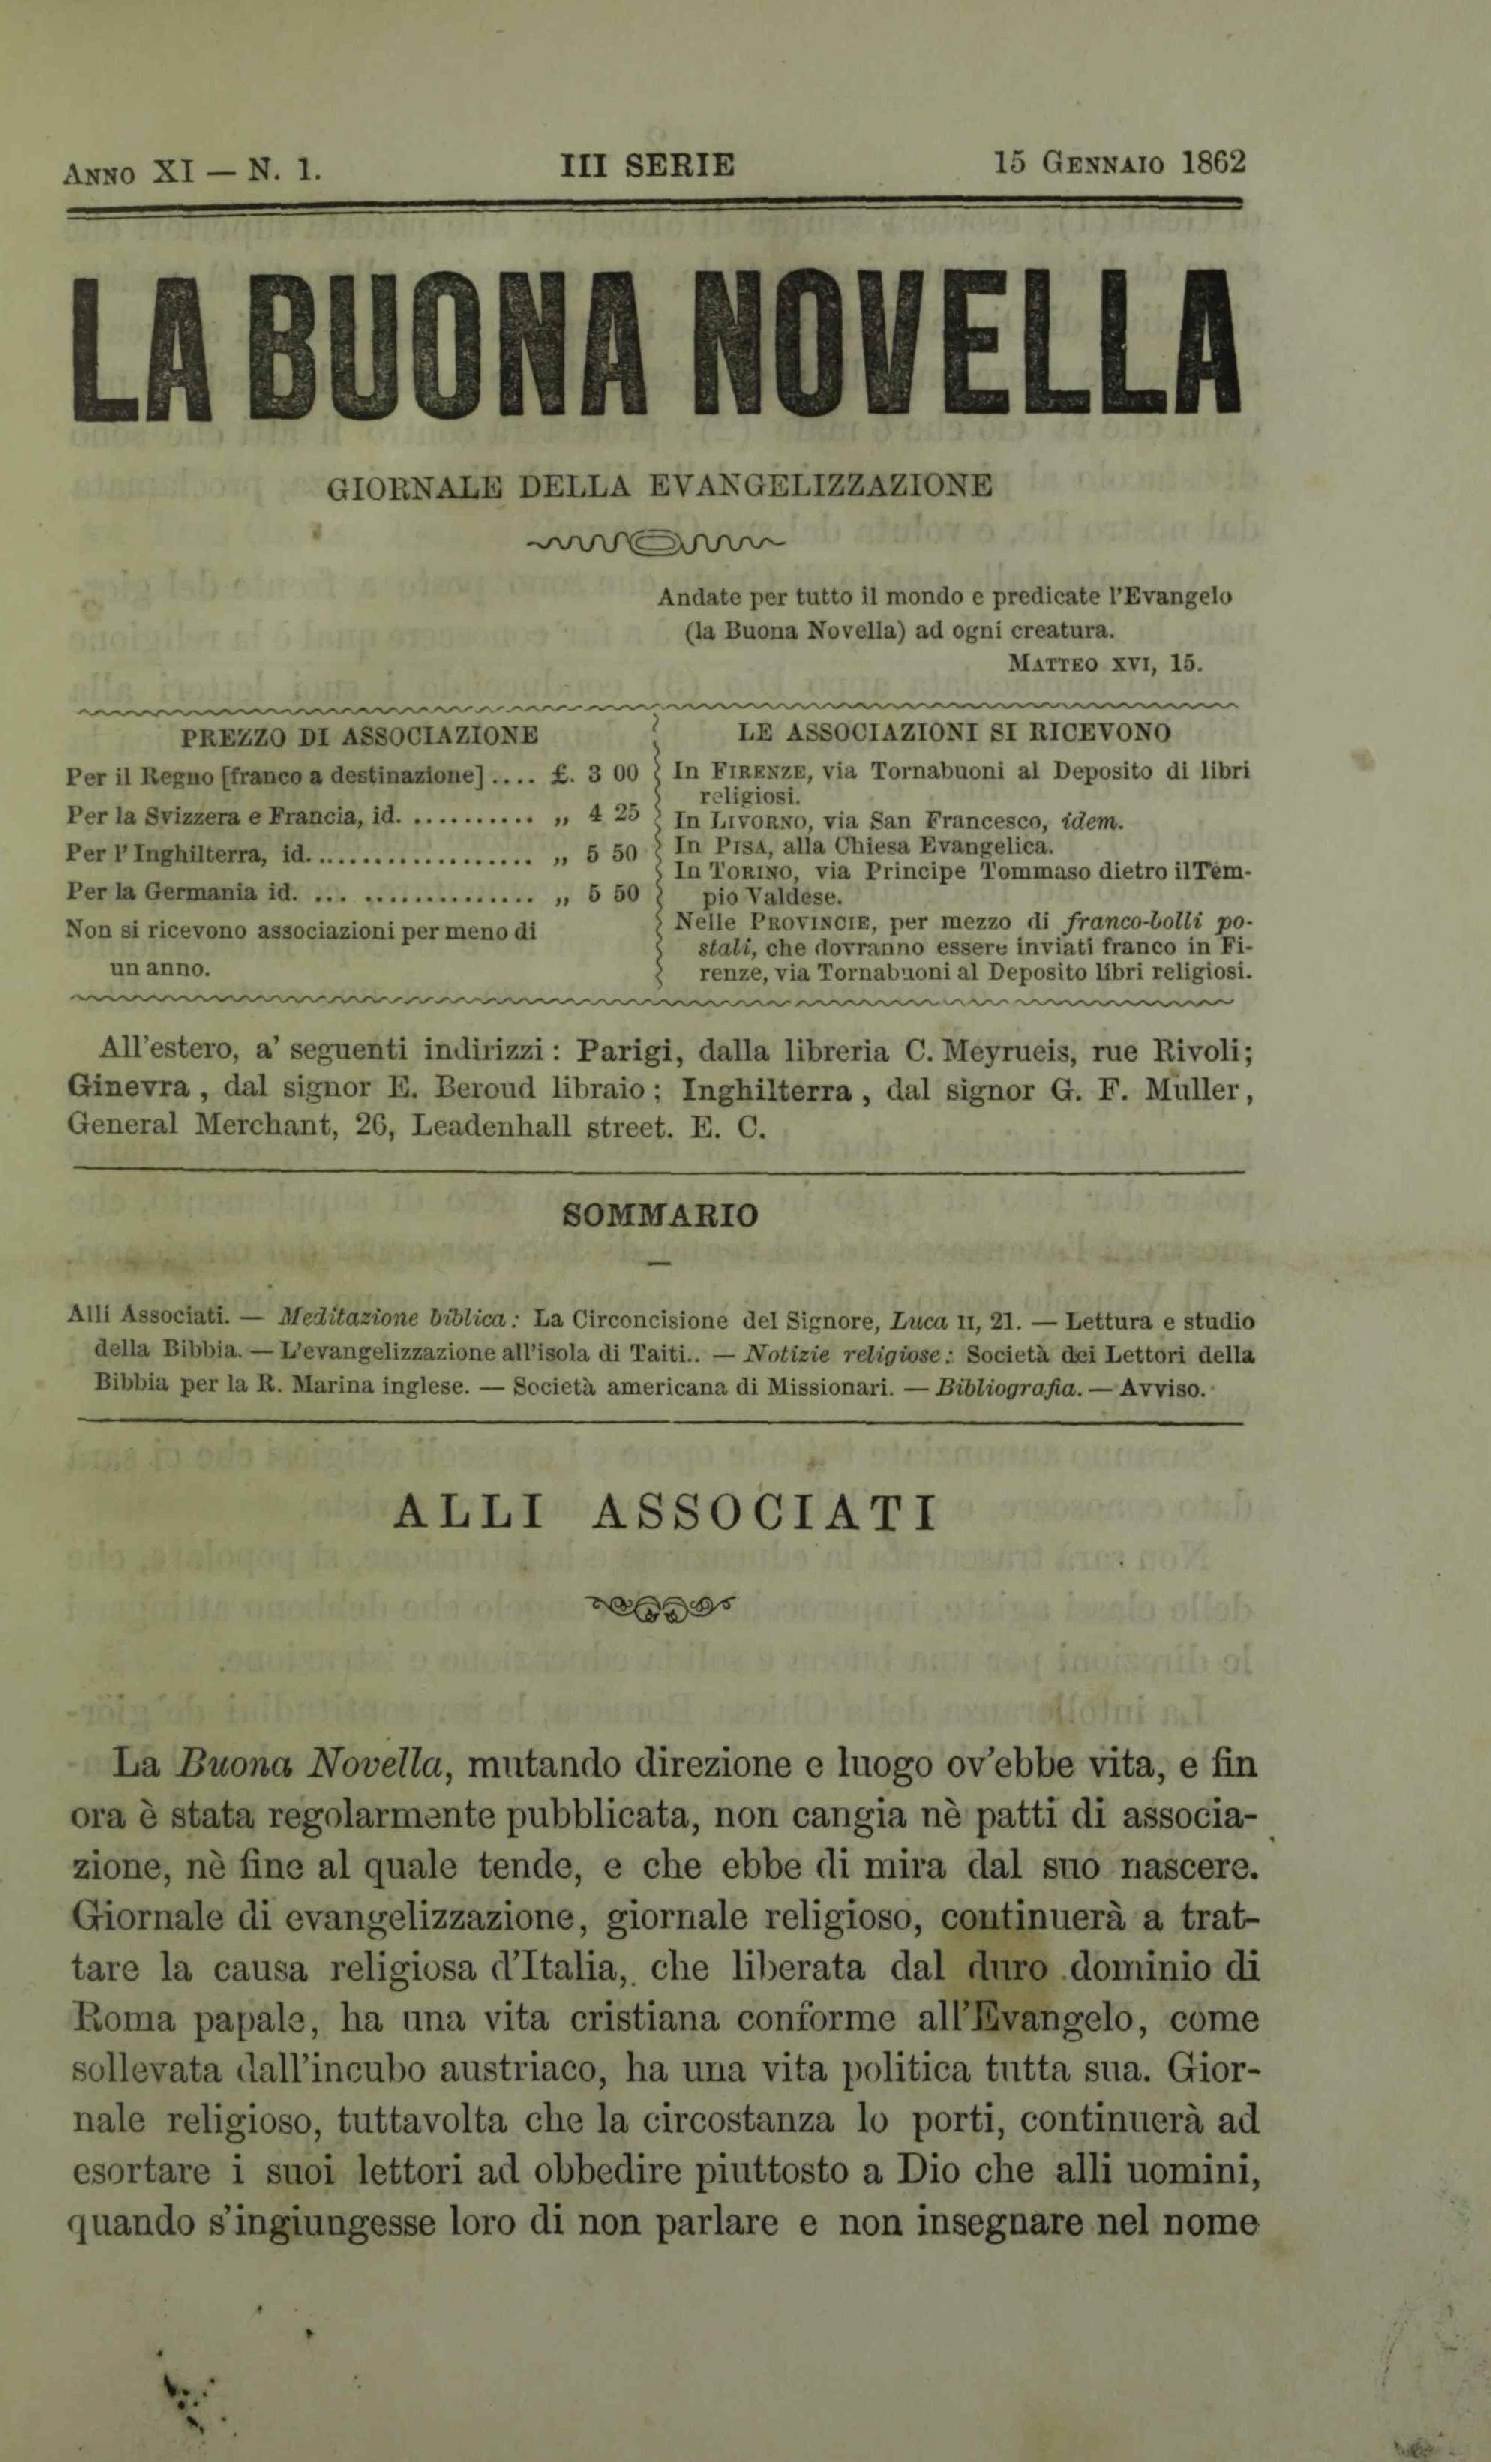 ANNO XI — N. 1. III SERIE 15 GENNAIO 1862
LA BUONA NOVELLA
GIORNALE DELLA EVANGELIZZAZIONE
Andate per tutto il mondo e predicate l'Evangelo
(la Buona Novella) ad ogni creatura.
MATTEO XVI, 15.
PREZZO DI ASSOCIAZIONE
Per il Regno [franco a destinazione] .... £. 3 00
Per la Svizzera e Francia, id. ........... „ 4 25
Per l'Inghilterra, id. ................... „ 5 50
Per la Germania id. ... .............. „ 5 50
Non si ricevono associazioni per meno di
un anno.
LE ASSOCIAZIONI SI RICEVONO
In FIRENZE, via Tornabuoni al Deposito di libri
religiosi.
In LIVORNO, via San Francesco, idem.
In PISA, alla Chiesa Evangelica.
In TORINO, via Principe Tommaso dietro il Tem-
pio Valdese.
Nelle PROVINCIE, per mezzo di franco-bolli po-
stali, che dovranno essere inviati franco in Fi-
renze, via Tornabuoni al Deposito libri religiosi.
All'estero, a' seguenti indirizzi: Parigi, dalla libreria C. Meyrueis, rue Rivoli;
Ginevra, dal signor E. Beroud libraio; Inghilterra, dal signor G. F. Muller,
General Merchant, 26, Leadenhall street. E. C.
SOMMARIO
Alli Associati. — Meditazione biblica: La Circoncisione del Signore, Luca II, 21. — Lettura e studio
della Bibbia. — L'evangelizzazione all'isola di Taiti.. — Notizie religiose: Società dei Lettori della
Bibbia per la R. Marina inglese. — Società americana di Missionari. — Bibliografia. — Avviso.
ALLI ASSOCIATI
La Buona Novella, mutando direzione e luogo ov'ebbe vita, e fin
ora è stata regolarmente pubblicata, non cangia nè patti di associa-
zione, nè fine al quale tende, e che ebbe di mira dal suo nascere.
Giornale di evangelizzazione, giornale religioso, continuerà a trat-
tare la causa religiosa d'Italia, che liberata dal duro dominio di
Roma papale, ha una vita cristiana conforme all'Evangelo, come
sollevata dall'incubo austriaco, ha una vita politica tutta sua. Gior-
nale religioso, tuttavolta che la circostanza lo porti, continuerà ad
esortare i suoi lettori ad obbedire piuttosto a Dio che alli uomini,
quando s'ingiungesse loro di non parlare e non insegnare nel nome